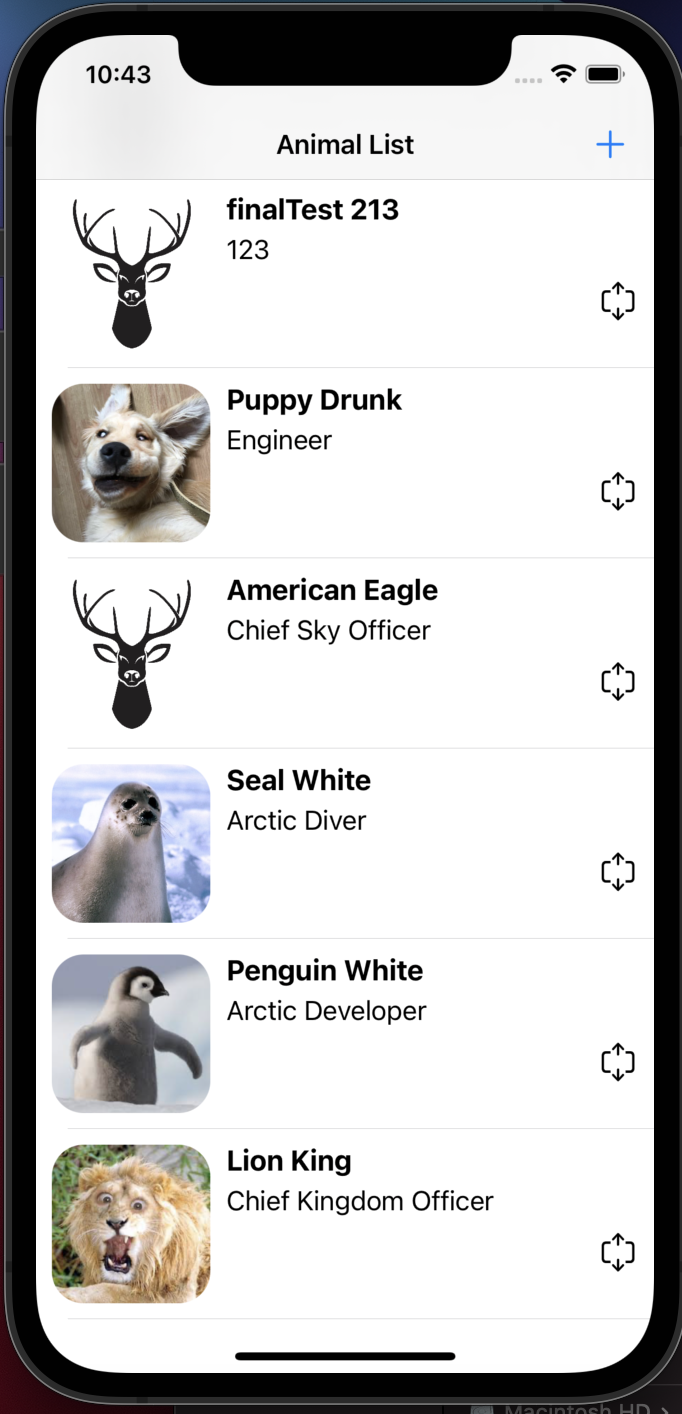 10:43
Animal List
finalTest 213
123
Puppy Drunk
Engineer
American Eagle
Chief Sky Officer
Seal White
Arctic Diver
Penguin White
Arctic Developer
Lion King
Chief Kingdom Officer
Macintosh HD